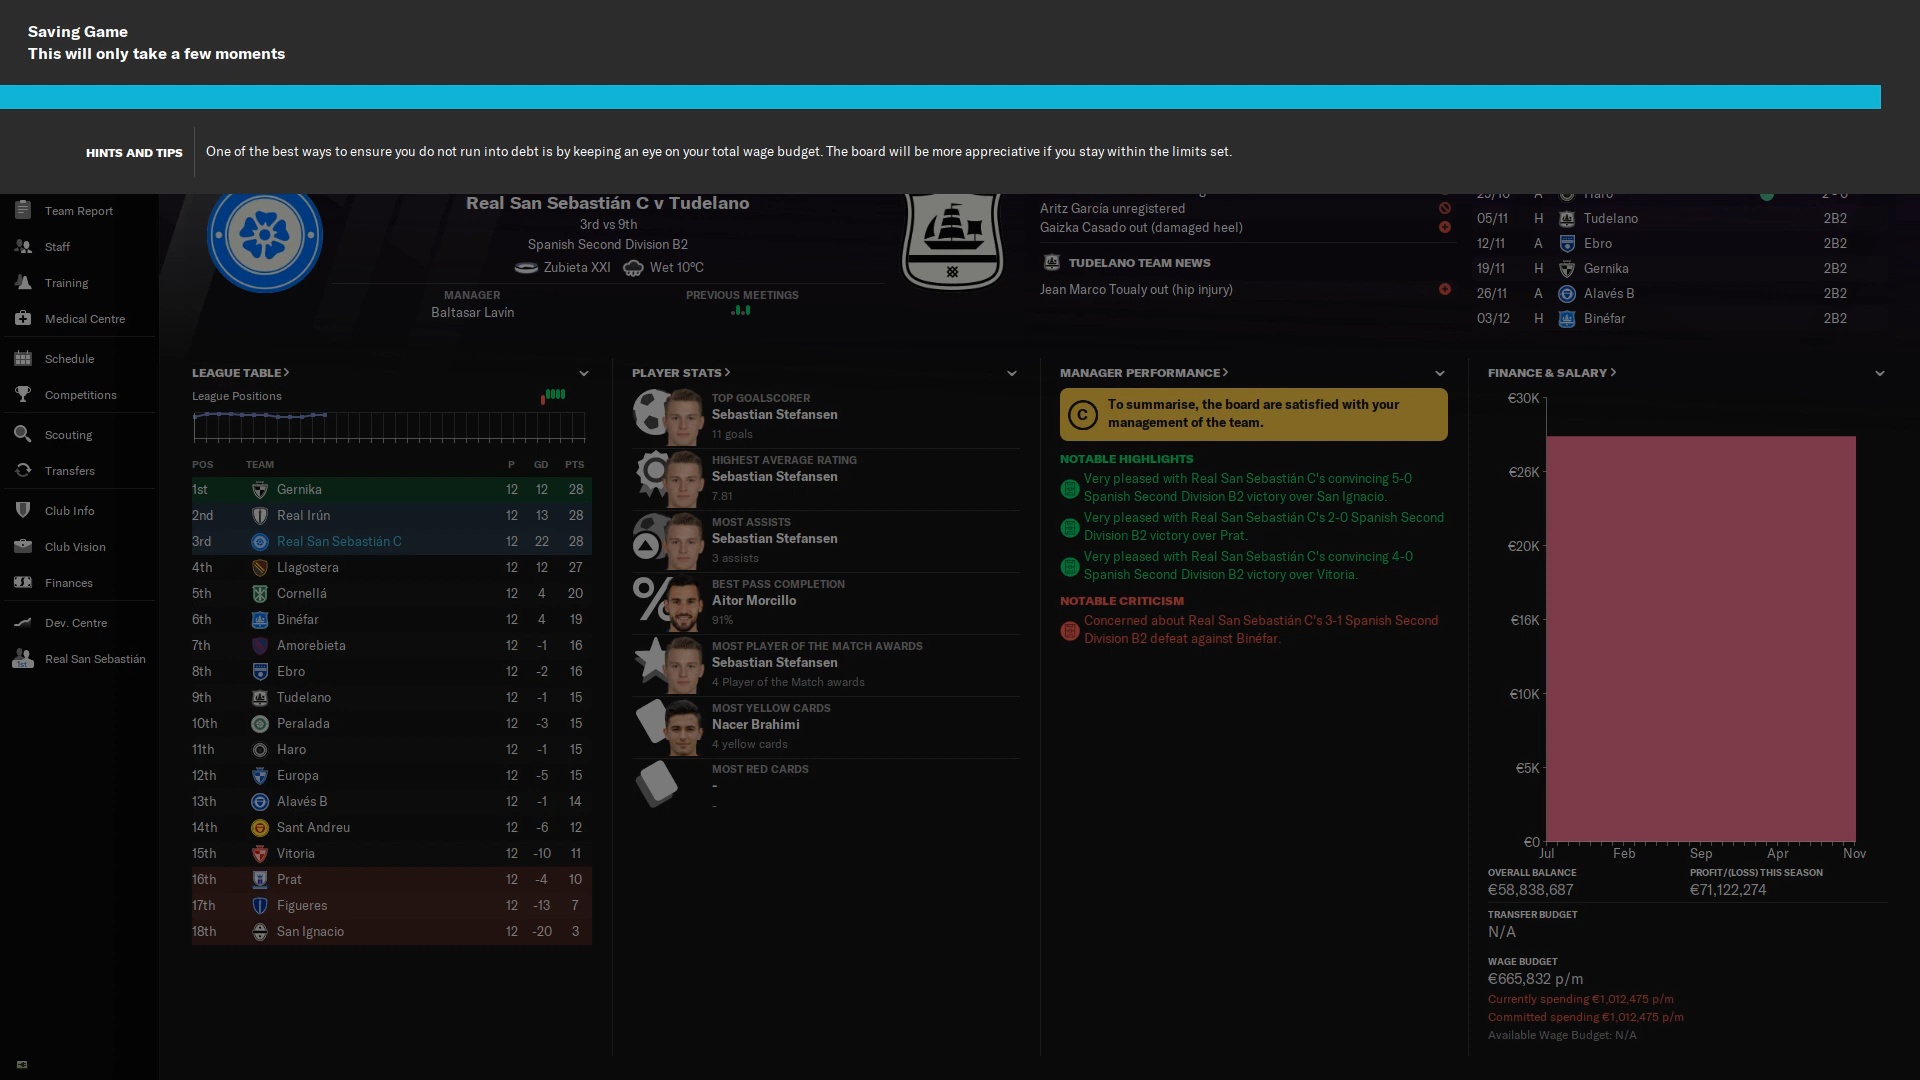 Saving Game
This will only take a few moments
HINTS AND TIPS
One of the best ways to ensure you do not run into debt is by keeping an eye on your total wage budget. The board will be more appreciative if you stay within the limits set.
Team Report
Staff
Training
Medical Centre
Schedule
Competitions
Scouting
Transfers
Club Info
Club Vision
Finances
Dev. Centre
Real San Sebastián
Real San Sebastián C v Tudelano
3rd vs 9th
Spanish Second Division B2
Zubieta XXI Wet 10°C
MANAGER
Baltasar Lavín
PREVIOUS MEETINGS
Aritz García unregistered
Gaizka Casado out (damaged heel)
TUDELANO TEAM NEWS
Jean Marco Toualy out (hip injury)
05/11 H Tudelano 2B2
12/11 A Ebro 2B2
19/11 H Gernika 2B2
26/11 A Alavés B 2B2
03/12 H Binéfar 2B2
LEAGUE TABLE
League Positions
POS TEAM P GD PTS
1st Gernika 12 12 28
2nd Real Irún 12 13 28
3rd Real San Sebastián C 12 22 28
4th Llagostera 12 12 27
5th Cornellá 12 4 20
6th Binéfar 12 4 19
7th Amorebieta 12 -1 16
8th Ebro 12 -2 16
9th Tudelano 12 -1 15
10th Peralada 12 -3 15
11th Haro 12 -1 15
12th Europa 12 -5 15
13th Alavés B 12 -1 14
14th Sant Andreu 12 -6 12
15th Vitoria 12 -10 11
16th Prat 12 -4 10
17th Figueres 12 -13 7
18th San Ignacio 12 -20 3
PLAYER STATS
TOP GOALSCORER
Sebastian Stefansen
11 goals
HIGHEST AVERAGE RATING
Sebastian Stefansen
7.81
MOST ASSISTS
Sebastian Stefansen
3 assists
BEST PASS COMPLETION
Aitor Morcillo
91%
MOST PLAYER OF THE MATCH AWARDS
Sebastian Stefansen
4 Player of the Match awards
MOST YELLOW CARDS
Nacer Brahimi
4 yellow cards
MOST RED CARDS
-
-
MANAGER PERFORMANCE
C
To summarise, the board are satisfied with your
management of the team.
NOTABLE HIGHLIGHTS
Very pleased with Real San Sebastián C's convincing 5-0
Spanish Second Division B2 victory over San Ignacio.
Very pleased with Real San Sebastián C's 2-0 Spanish Second
Division B2 victory over Prat.
Very pleased with Real San Sebastián C's convincing 4-0
Spanish Second Division B2 victory over Vitoria.
NOTABLE CRITICISM
Concerned about Real San Sebastián C's 3-1 Spanish Second
Division B2 defeat against Binéfar.
FINANCE & SALARY
€30K
€26K
€20K
€16K
€10K
€5K
€0
Jul Feb Sep Apr Nov
OVERALL BALANCE
€58,838,687
PROFIT/(LOSS) THIS SEASON
€71,122,274
TRANSFER BUDGET
N/A
WAGE BUDGET
€665,832 p/m
Currently spending €1,012,475 p/m
Committed spending €1,012,475 p/m
Available Wage Budget: N/A